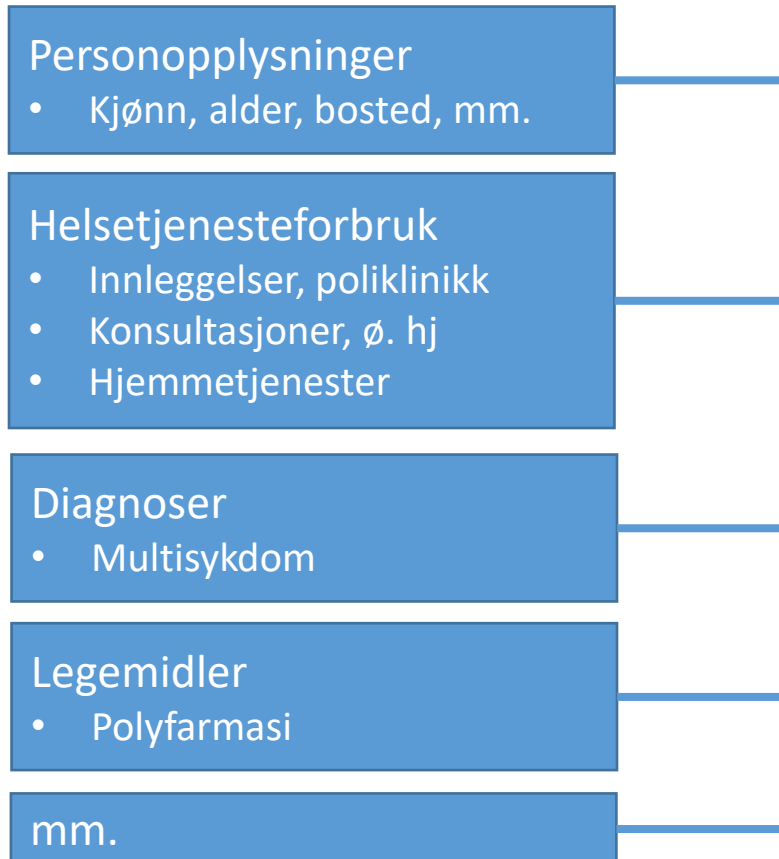 Personopplysninger
• Kjønn, alder, bosted, mm.
Helsetjenesteforbruk
• Innleggelser, poliklinikk
• Konsultasjoner, ø. hj
• Hjemmetjenester
Diagnoser
• Multisykdom
Legemidler
• Polyfarmasi
mm.